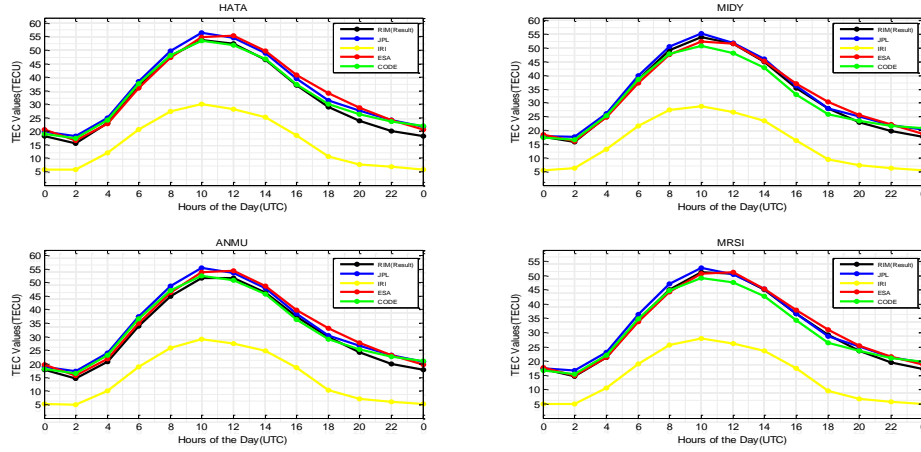 HATA
TEC Values(TECU)
60
55
50
45
40
35
30
25
20
15
10
5
0 2 4 6 8 10 12 14 16 18 20 22 0
Hours of the Day(UTC)
RIM(Result)
JPL
IRI
ESA
CODE
MIDY
TEC Values(TECU)
60
55
50
45
40
35
30
25
20
15
10
5
0 2 4 6 8 10 12 14 16 18 20 22 0
Hours of the Day(UTC)
RIM(Result)
JPL
IRI
ESA
CODE
ANMU
TEC Values(TECU)
60
55
50
45
40
35
30
25
20
15
10
5
0 2 4 6 8 10 12 14 16 18 20 22 0
Hours of the Day(UTC)
RIM(Result)
JPL
IRI
ESA
CODE
MRSI
TEC Values(TECU)
55
50
45
40
35
30
25
20
15
10
5
0 2 4 6 8 10 12 14 16 18 20 22 0
Hours of the Day(UTC)
RIM(Result)
JPL
IRI
ESA
CODE